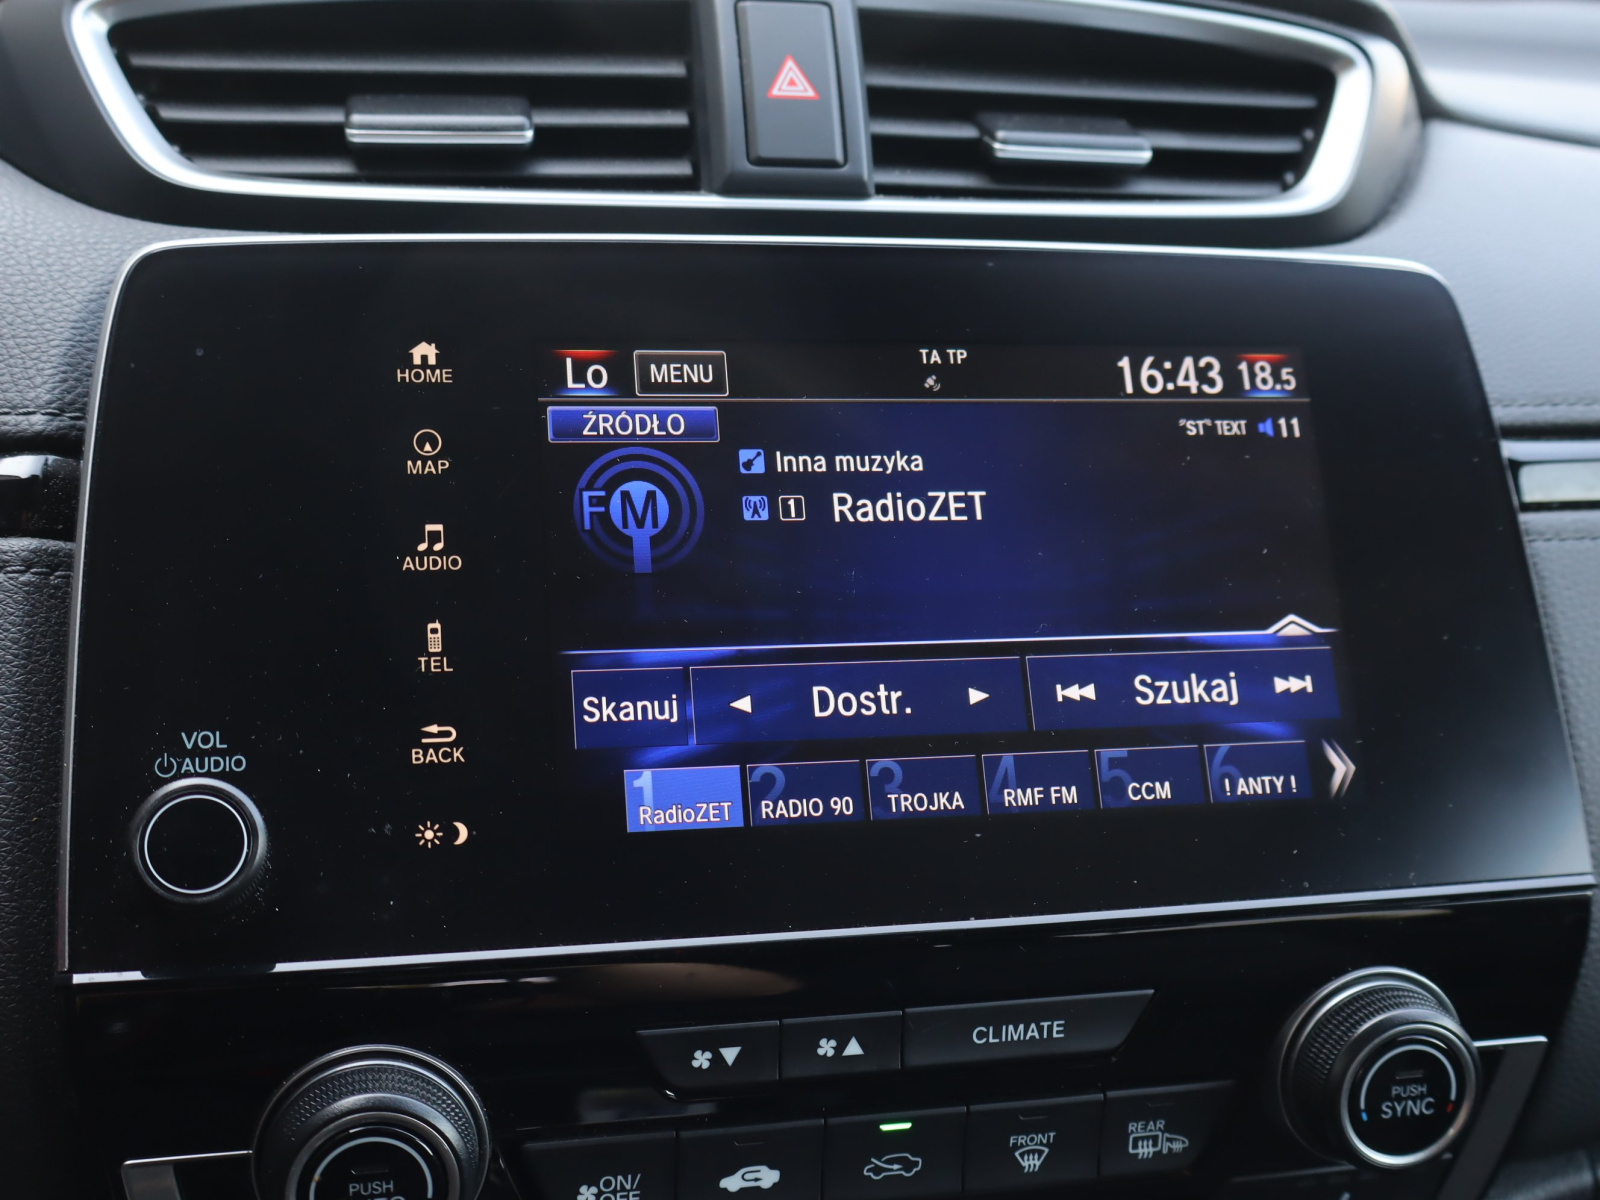 HOME
MAP
AUDIO
TEL
BACK
VOL
AUDIO
Lo MENU TA TP 16:43 18.5
ŹRÓDŁO "ST" TEXT 11
FM
Inna muzyka
1 RadioZET
Skanuj Dostr. Szukaj
1 RadioZET 2 RADIO 90 3 TROJKA 4 RMF FM 5 CCM 6 ! ANTY !
CLIMATE
PUSH
SYNC
FRONT
REAR
ON/
OFF
PUSH